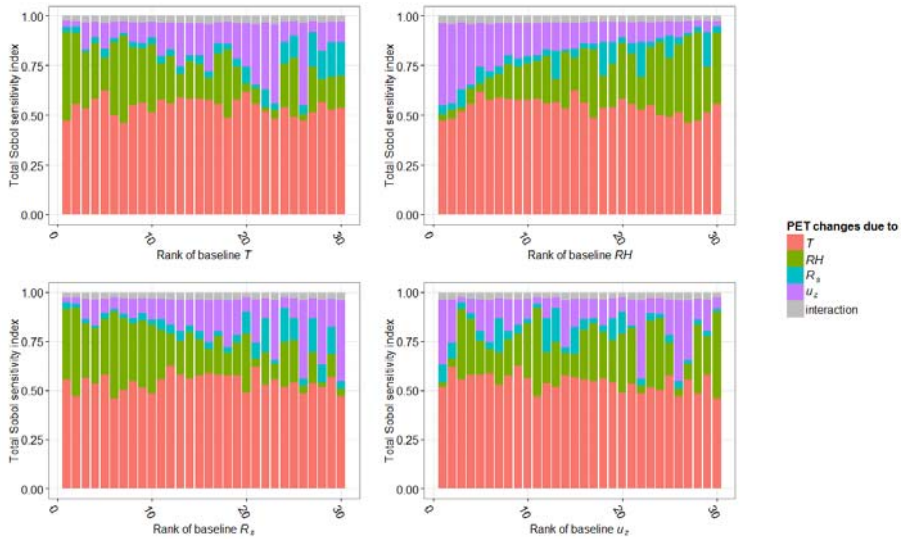 1.00
0.75
0.50
0.25
0.00
Total Sobol sensitivity index
0
10
20
30
Rank of baseline T
1.00
0.75
0.50
0.25
0.00
Total Sobol sensitivity index
0
10
20
30
Rank of baseline RH
1.00
0.75
0.50
0.25
0.00
Total Sobol sensitivity index
0
10
20
30
Rank of baseline Rs
1.00
0.75
0.50
0.25
0.00
Total Sobol sensitivity index
0
10
20
30
Rank of baseline uz
PET changes due to
T
RH
Rs
uz
interaction